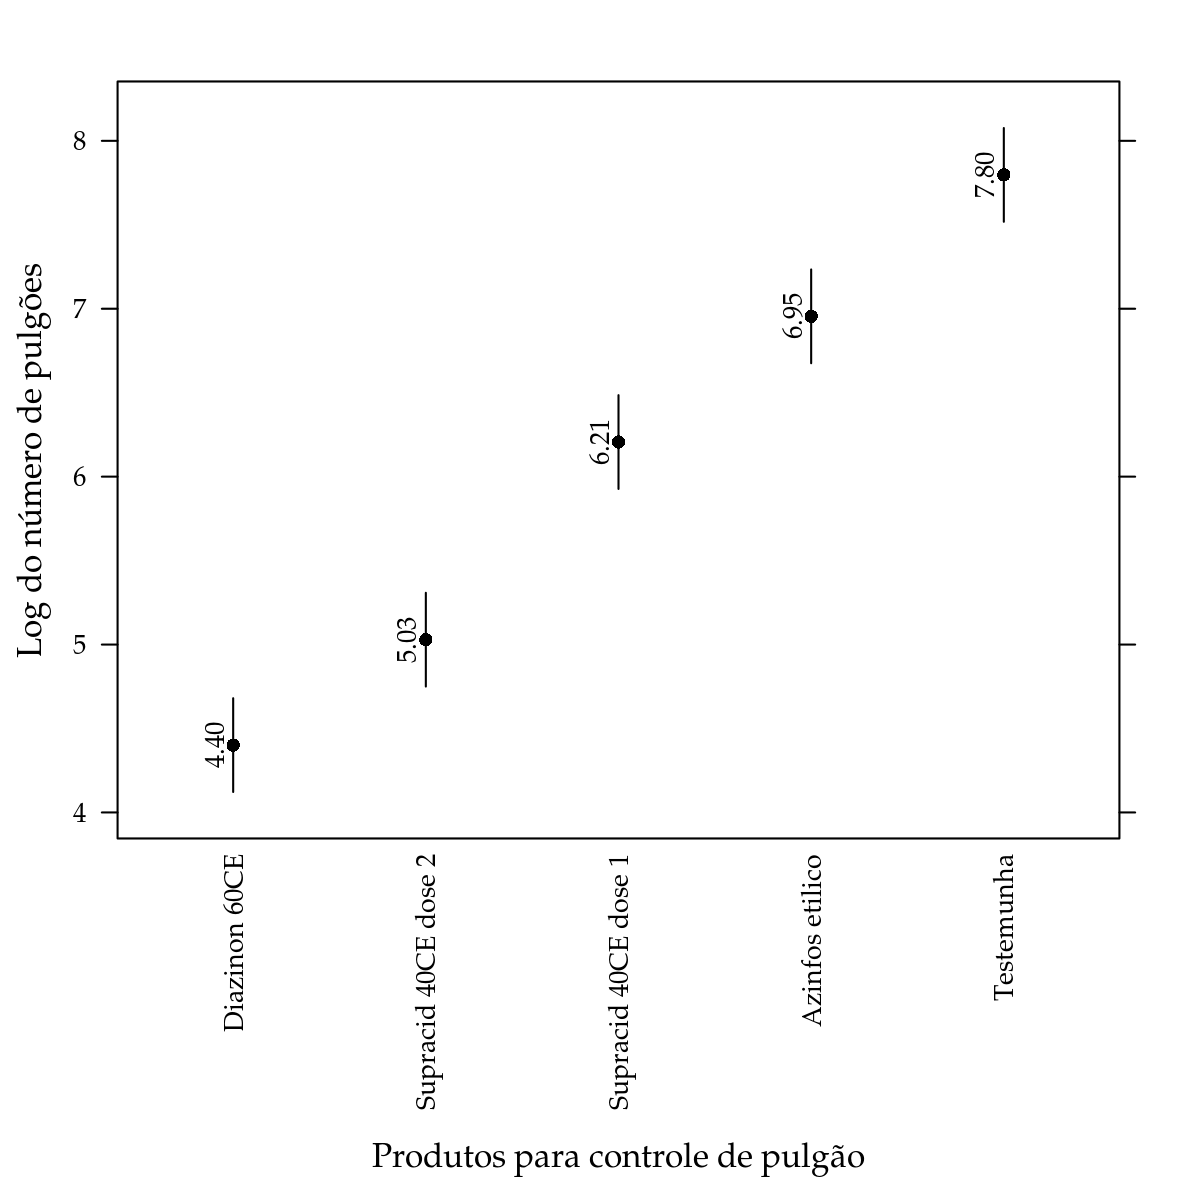 Log do número de pulgões
8
7
6
5
4
4.40
5.03
6.21
6.95
7.80
Diazinon 60CE
Supracid 40CE dose 2
Supracid 40CE dose 1
Azinfos etilico
Testemunha
Produtos para controle de pulgão